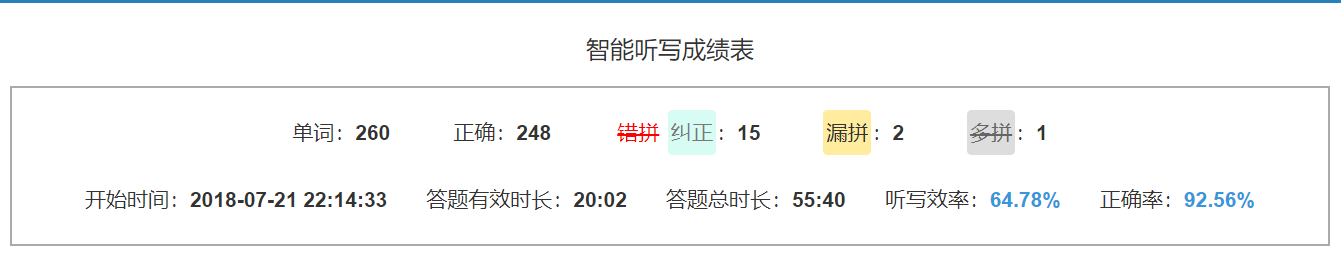 智能听写成绩表
单词：260 正确：248 错拼 纠正：15 漏拼：2 多拼：1
开始时间：2018-07-21 22:14:33 答题有效时长：20:02 答题总时长：55:40 听写效率：64.78% 正确率：92.56%